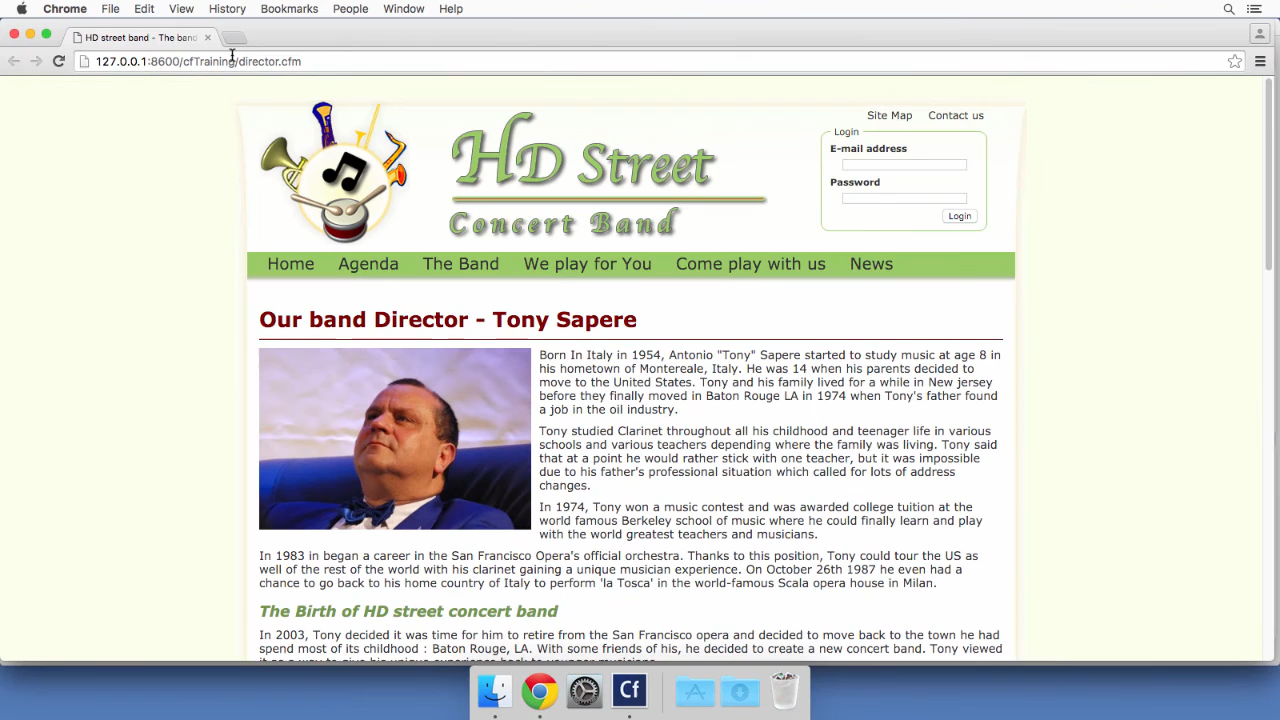 Chrome File Edit View History Bookmarks People Window Help
HD street band - The band
127.0.0.1:8600/cfTraining/director.cfm
Site Map Contact us
HD Street
Concert Band
Login
E-mail address
Password
Login
Home Agenda The Band We play for You Come play with us News
Our band Director - Tony Sapere
Born In Italy in 1954, Antonio "Tony" Sapere started to study music at age 8 in
his hometown of Montereale, Italy. He was 14 when his parents decided to
move to the United States. Tony and his family lived for a while in New jersey
before they finally moved in Baton Rouge LA in 1974 when Tony's father found
a job in the oil industry.
Tony studied Clarinet throughout all his childhood and teenager life in various
schools and various teachers depending where the family was living. Tony said
that at a point he would rather stick with one teacher, but it was impossible
due to his father's professional situation which called for lots of address
changes.
In 1974, Tony won a music contest and was awarded college tuition at the
world famous Berkeley school of music where he could finally learn and play
with the world greatest teachers and musicians.
In 1983 in began a career in the San Francisco Opera's official orchestra. Thanks to this position, Tony could tour the US as
well of the rest of the world with his clarinet gaining a unique musician experience. On October 26th 1987 he even had a
chance to go back to his home country of Italy to perform 'la Tosca' in the world-famous Scala opera house in Milan.
The Birth of HD street concert band
In 2003, Tony decided it was time for him to retire from the San Francisco opera and decided to move back to the town he had
spend most of its childhood : Baton Rouge, LA. With some friends of his, he decided to create a new concert band. Tony viewed
it as a way to give his unique experience back to younger musicians.
Cf